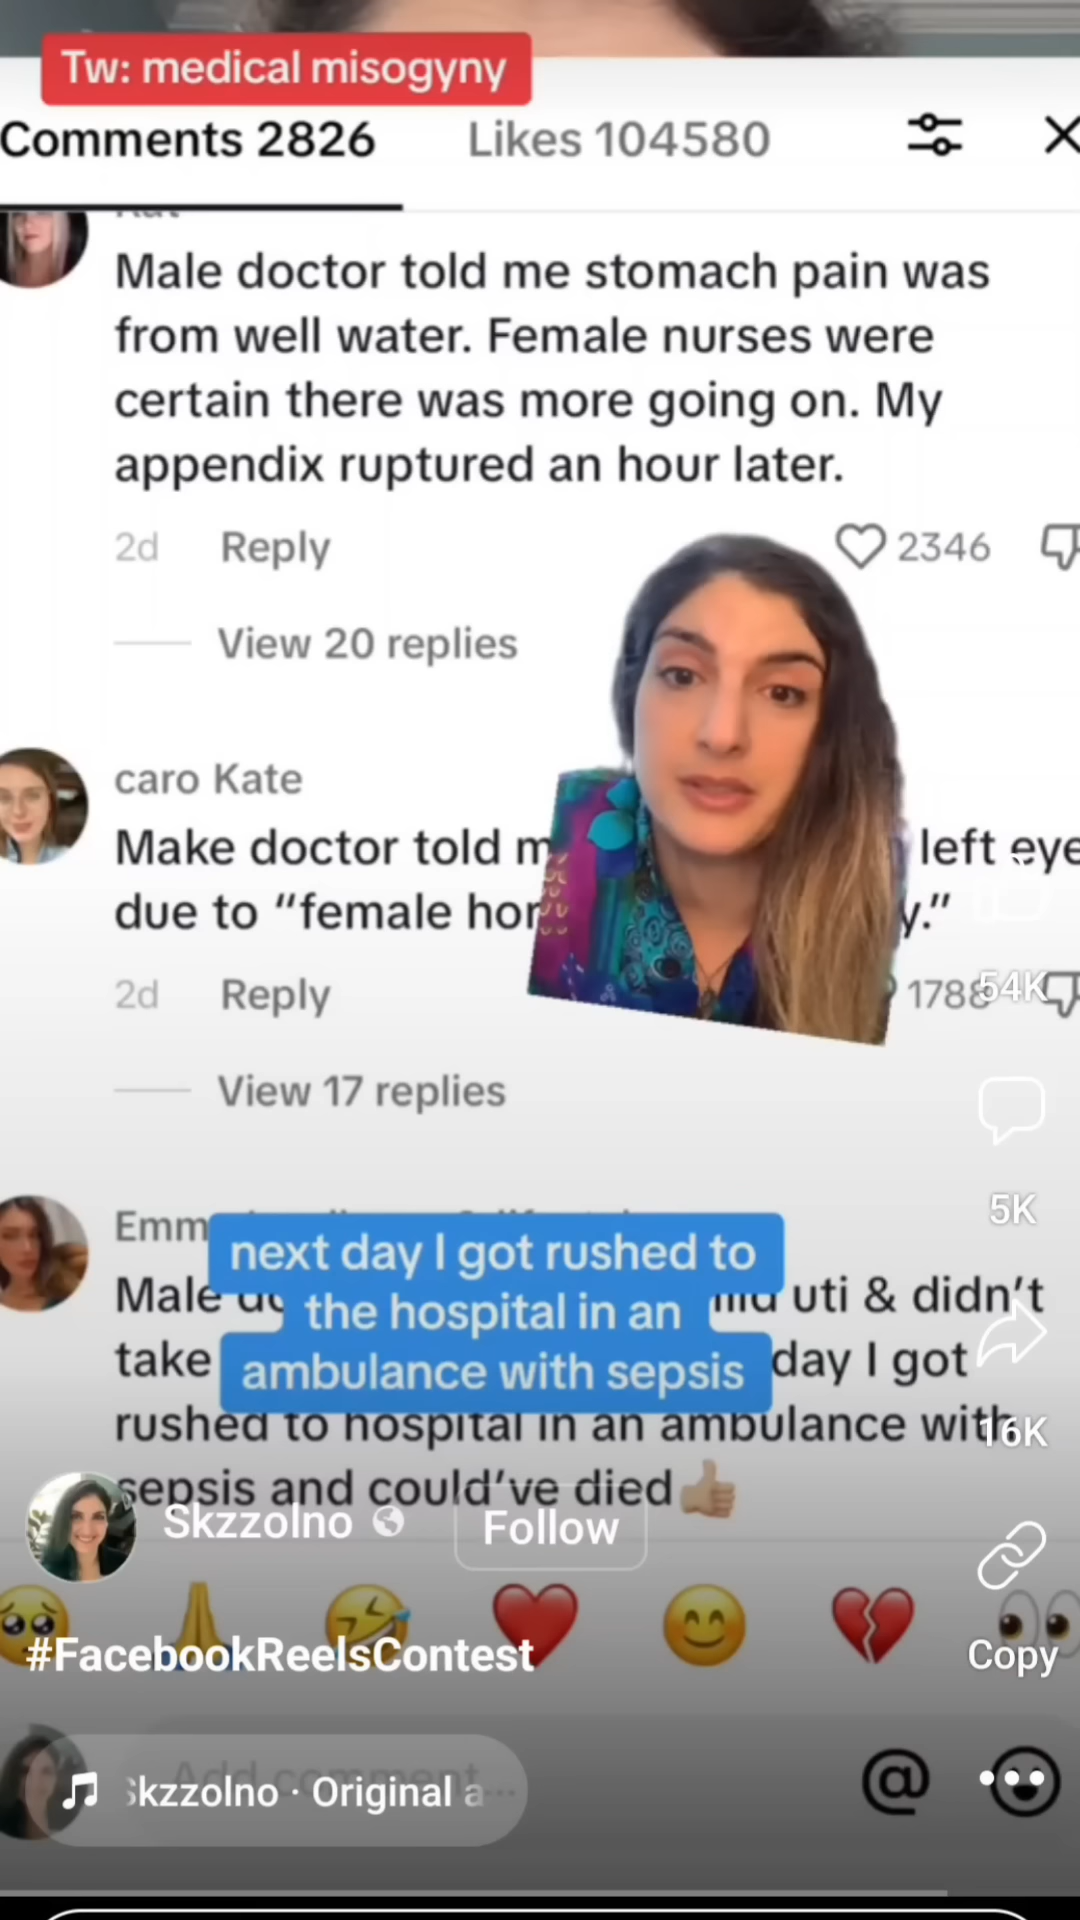 Tw: medical misogyny
Comments 2826
Likes 104580
Male doctor told me stomach pain was
from well water. Female nurses were
certain there was more going on. My
appendix ruptured an hour later.
2d Reply 2346
View 20 replies
caro Kate
Make doctor told m left eye
due to “female hor y.”
2d Reply 1788
54K
View 17 replies
5K
Emm
next day I got rushed to
the hospital in an
ambulance with sepsis
Male uti & didn’t
take day I got
rushed to hospital in an ambulance with
16K
sepsis and could’ve died
Skzzolno
Follow
#FacebookReelsContest
Copy
Add comment...
kzzolno · Original a
@